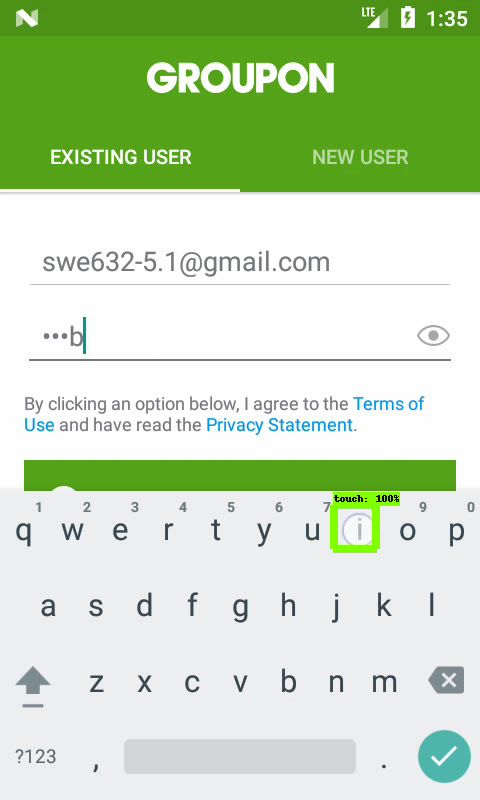 LTE 1:35
GROUPON
EXISTING USER NEW USER
swe632-5.1@gmail.com
•••b
By clicking an option below, I agree to the Terms of
Use and have read the Privacy Statement.
touch: 100%
1 2 3 4 5 6 7 9 0
q w e r t y u i o p
a s d f g h j k l
z x c v b n m
?123 , .